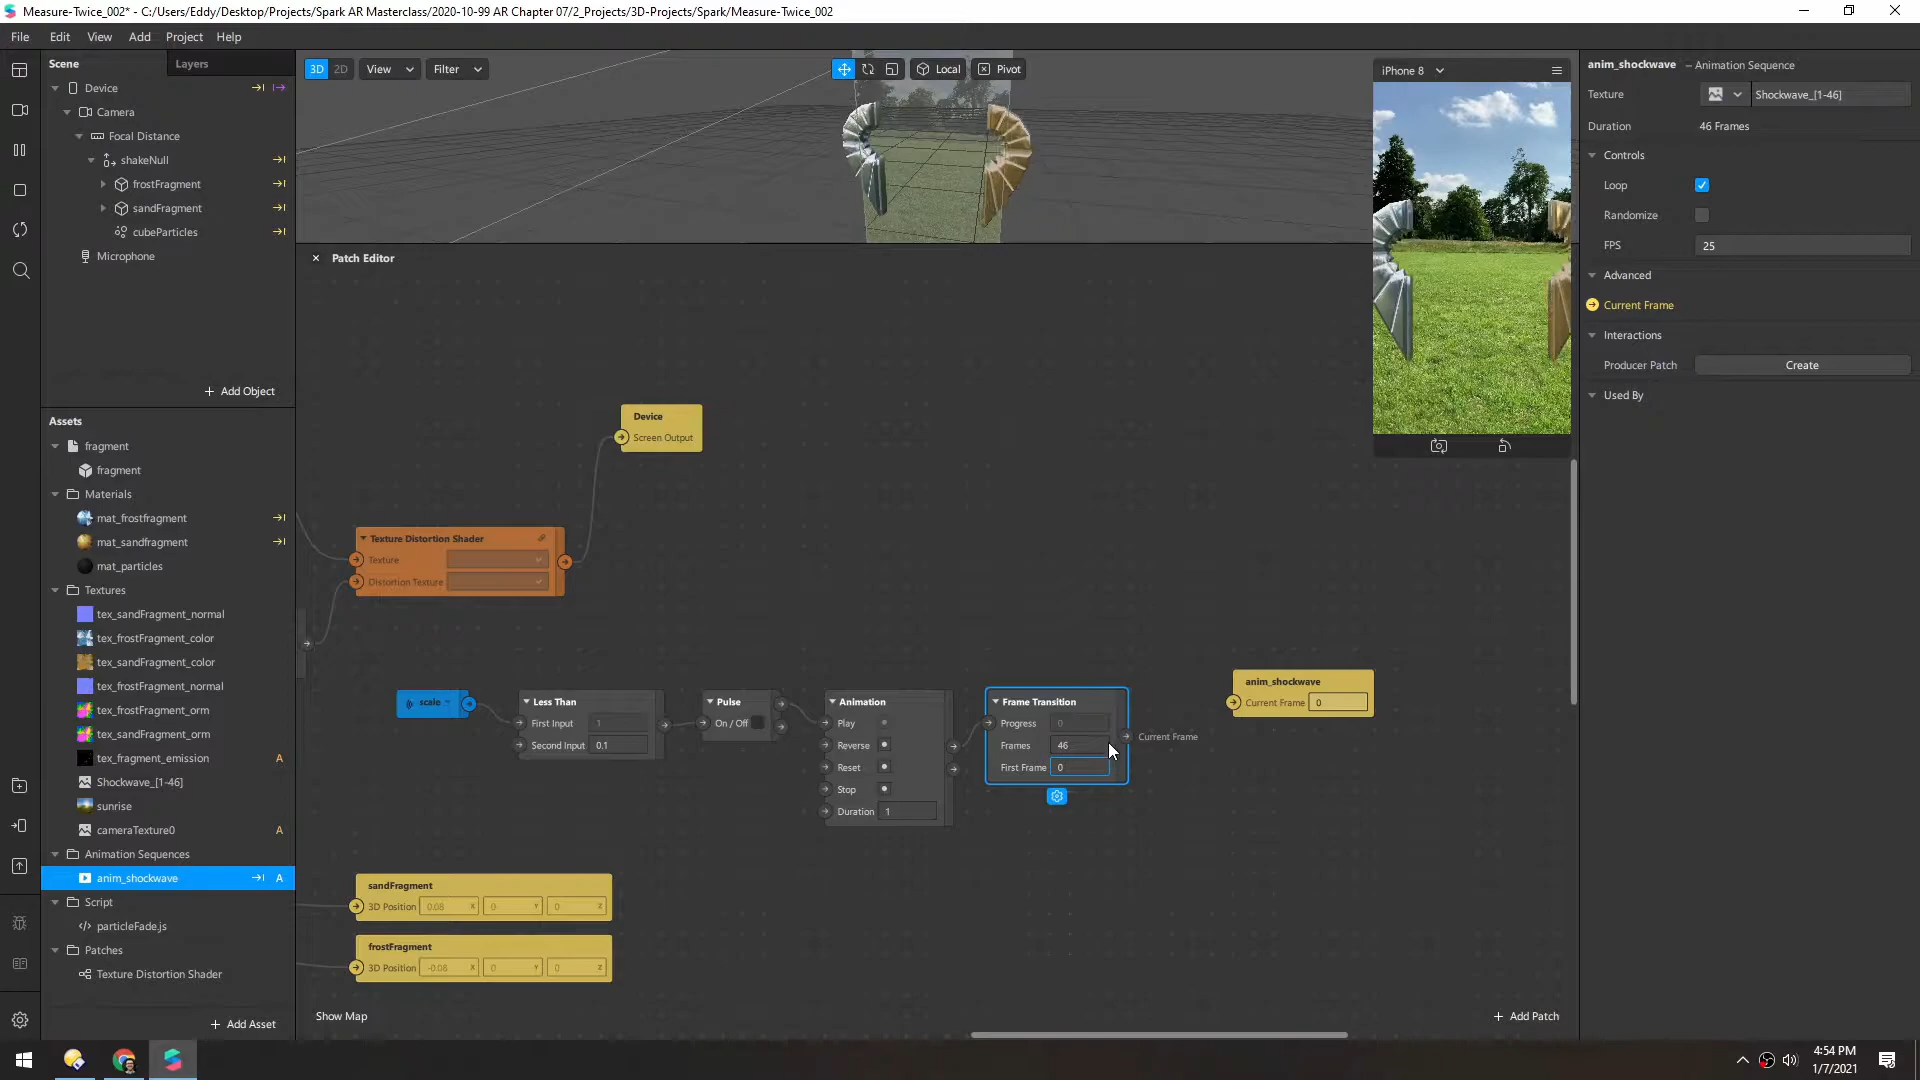 Measure-Twice_002* - C:/Users/Eddy/Desktop/Projects/Spark AR Masterclass/2020-10-99 AR Chapter 07/2_Projects/3D-Projects/Spark/Measure-Twice_002
File Edit View Add Project Help
Scene Layers
Device
Camera
Focal Distance
shakeNull
frostFragment
sandFragment
cubeParticles
Microphone
+ Add Object
Assets
fragment
fragment
Materials
mat_frostfragment
mat_sandfragment
mat_particles
Textures
tex_sandFragment_normal
tex_frostFragment_color
tex_sandFragment_color
tex_frostFragment_normal
tex_frostFragment_orm
tex_sandFragment_orm
tex_fragment_emission A
Shockwave_[1-46]
sunrise
cameraTexture0 A
Animation Sequences
anim_shockwave A
Script
particleFade.js
Patches
Texture Distortion Shader
+ Add Asset
3D 2D View Filter Local Pivot
iPhone 8
Patch Editor
Device
Screen Output
Texture Distortion Shader
Texture
Distortion Texture
scale
Less Than
First Input 1
Second Input 0.1
Pulse
On / Off
Animation
Play
Reverse
Reset
Stop
Duration 1
Frame Transition
Progress 0
Frames 46
First Frame 0
Current Frame
anim_shockwave
Current Frame 0
sandFragment
3D Position 0.08 X 0 Y 0 Z
frostFragment
3D Position -0.08 X 0 Y 0 Z
Show Map
+ Add Patch
anim_shockwave – Animation Sequence
Texture Shockwave_[1-46]
Duration 46 Frames
Controls
Loop
Randomize
FPS 25
Advanced
Current Frame
Interactions
Producer Patch Create
Used By
4:54 PM
1/7/2021